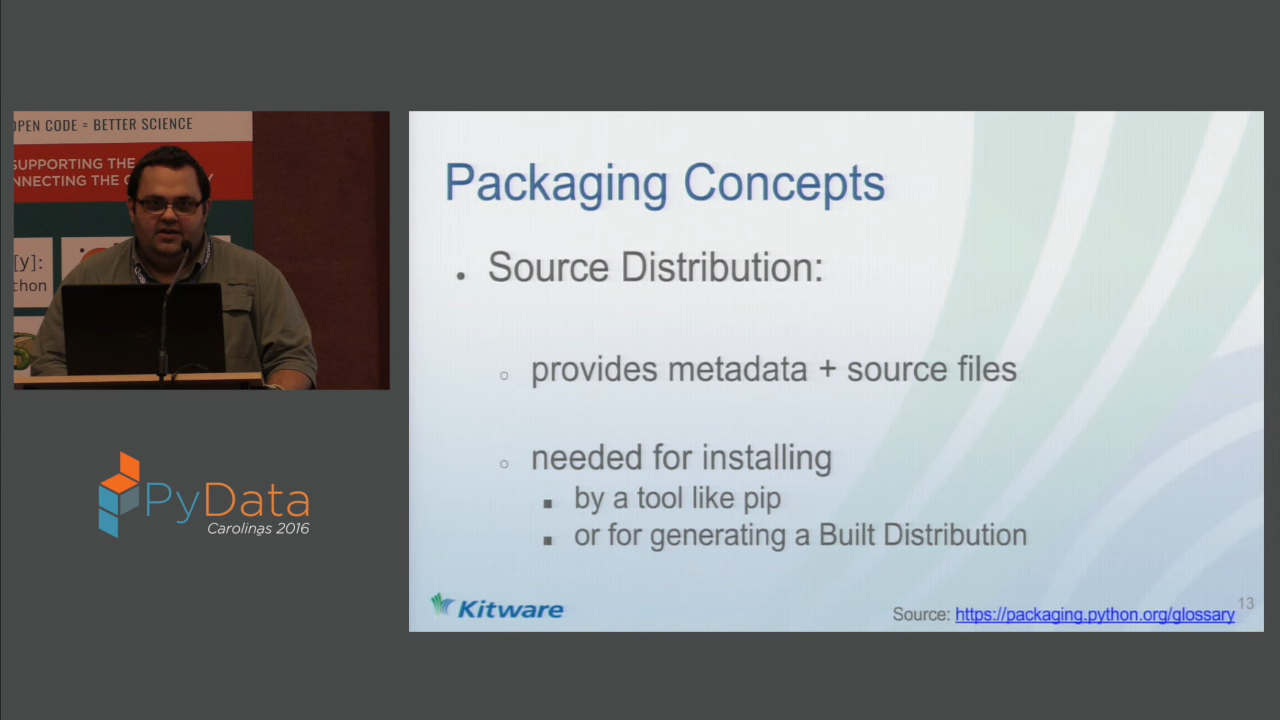 OPEN CODE = BETTER SCIENCE
SUPPORTING THE
NNECTING THE
[y]:
thon
PyData
Carolinas 2016
Packaging Concepts
• Source Distribution:
○ provides metadata + source files
○ needed for installing
■ by a tool like pip
■ or for generating a Built Distribution
Kitware
Source: https://packaging.python.org/glossary
13